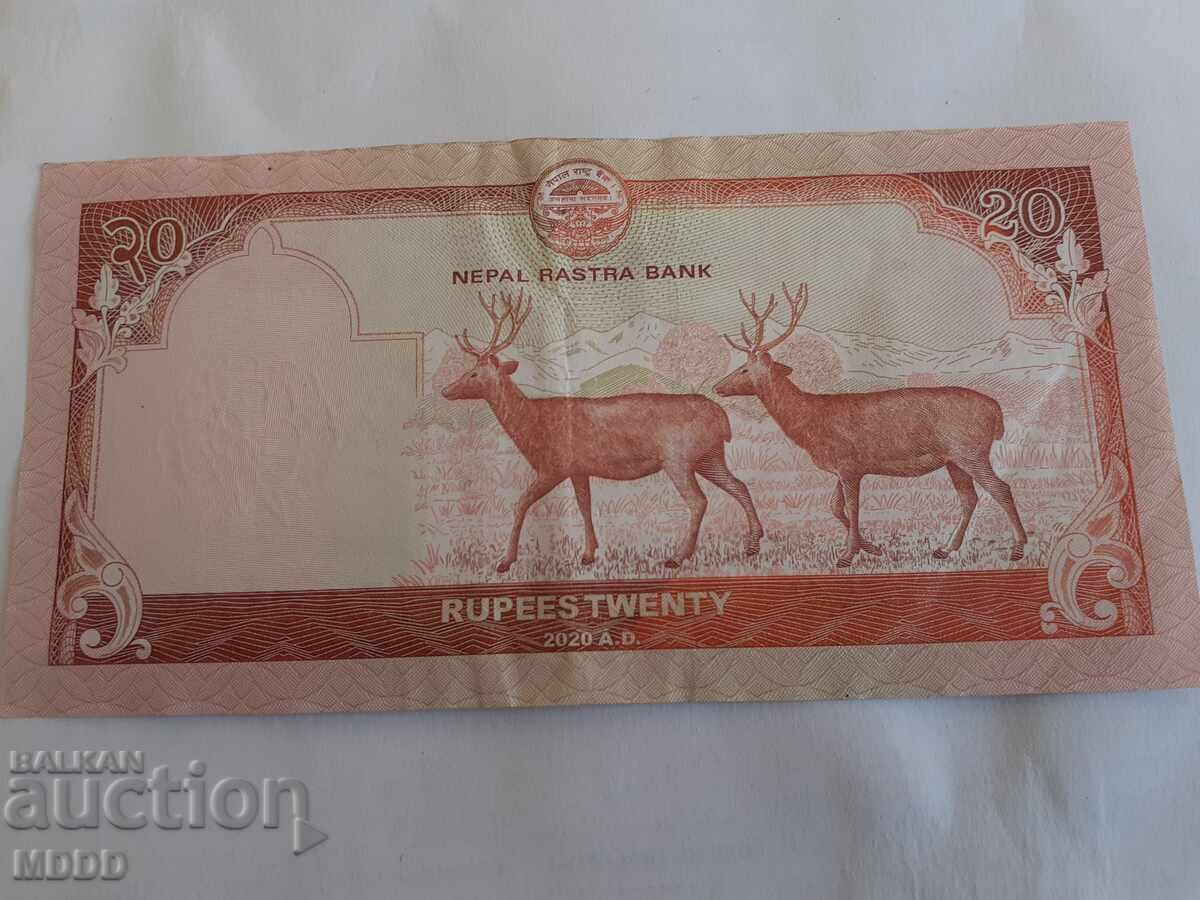 नेपाल राष्ट्र बैंक
२०
20
NEPAL RASTRA BANK
RUPEES TWENTY
2020 A.D.
BALKAN
auction
MDDD